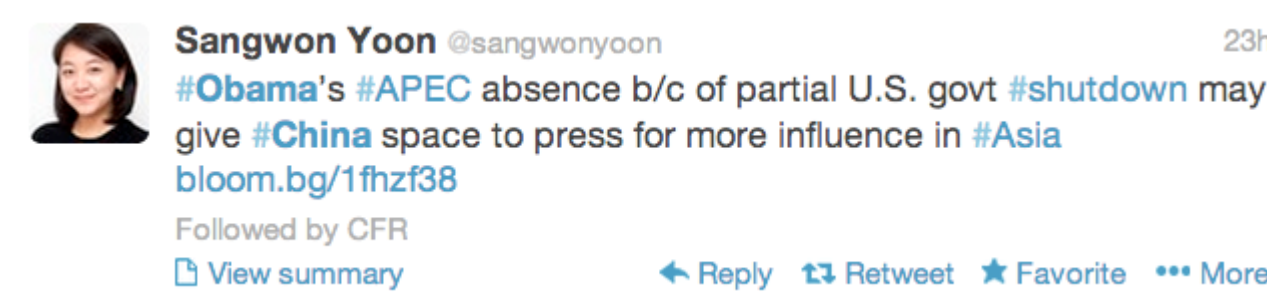 Sangwon Yoon @sangwonyoon 23h
#Obama's #APEC absence b/c of partial U.S. govt #shutdown may
give #China space to press for more influence in #Asia
bloom.bg/1fhzf38
Followed by CFR
View summary Reply Retweet Favorite More